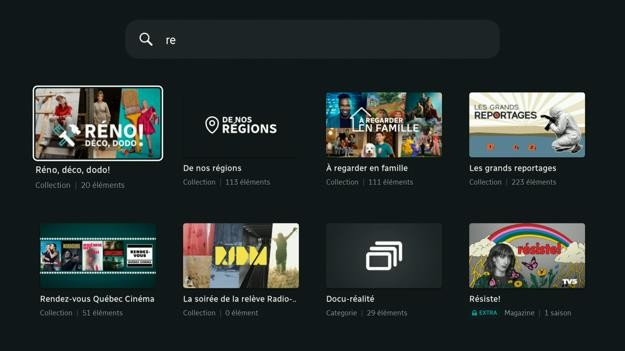 re
RÉNO!
DÉCO, DODO!
DE NOS
RÉGIONS
À REGARDER
EN FAMILLE
LES GRANDS
REPORTAGES
Réno, déco, dodo!
Collection | 20 éléments
De nos régions
Collection | 113 éléments
À regarder en famille
Collection | 111 éléments
Les grands reportages
Collection | 223 éléments
RENDEZ-
VOUS
QUÉBEC CINÉMA
résiste!
TV5
Rendez-vous Québec Cinéma
Collection | 51 éléments
La soirée de la relève Radio-..
Collection | 0 élément
Docu-réalité
Categorie | 29 éléments
Résiste!
EXTRA Magazine | 1 saison